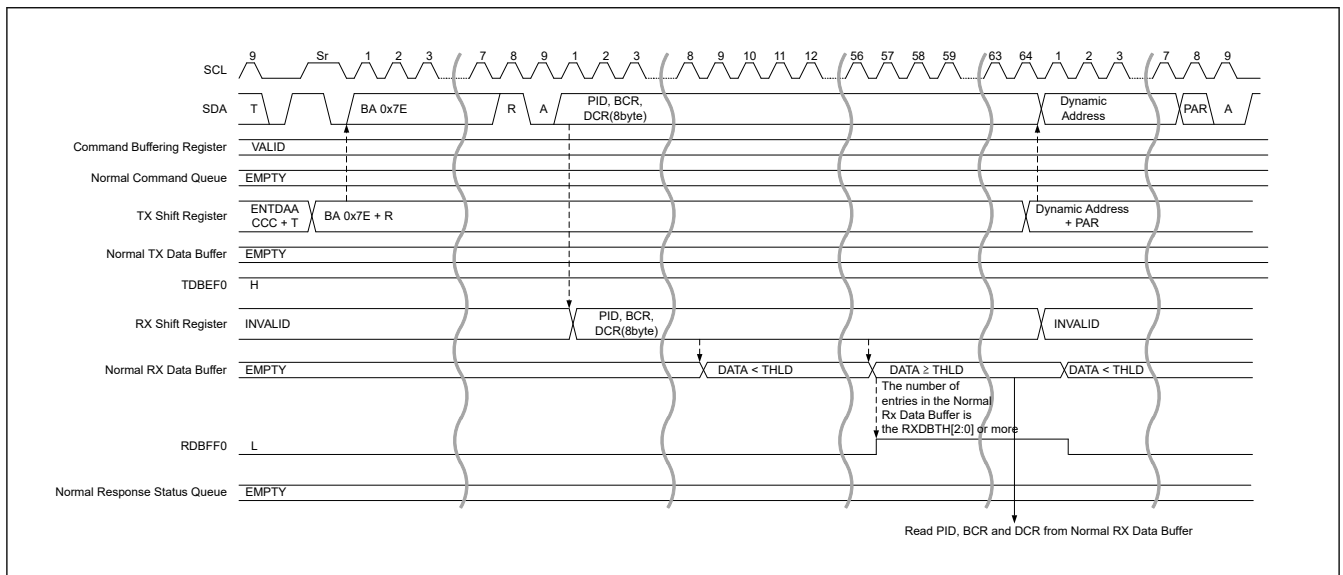 9 Sr 1 2 3 7 8 9 1 2 3 8 9 10 11 12 56 57 58 59 63 64 1 2 3 7 8 9
SCL
SDA T BA 0x7E R A PID, BCR, DCR(8byte) Dynamic Address PAR A
Command Buffering Register VALID
Normal Command Queue EMPTY
TX Shift Register ENTDAA CCC + T BA 0x7E + R Dynamic Address + PAR
Normal TX Data Buffer EMPTY
TDBEF0 H
RX Shift Register INVALID PID, BCR, DCR(8byte) INVALID
Normal RX Data Buffer EMPTY DATA < THLD DATA ≥ THLD DATA < THLD
The number of
entries in the Normal
Rx Data Buffer is
the RXDBTH[2:0] or more
RDBFF0 L
Normal Response Status Queue EMPTY
Read PID, BCR and DCR from Normal RX Data Buffer